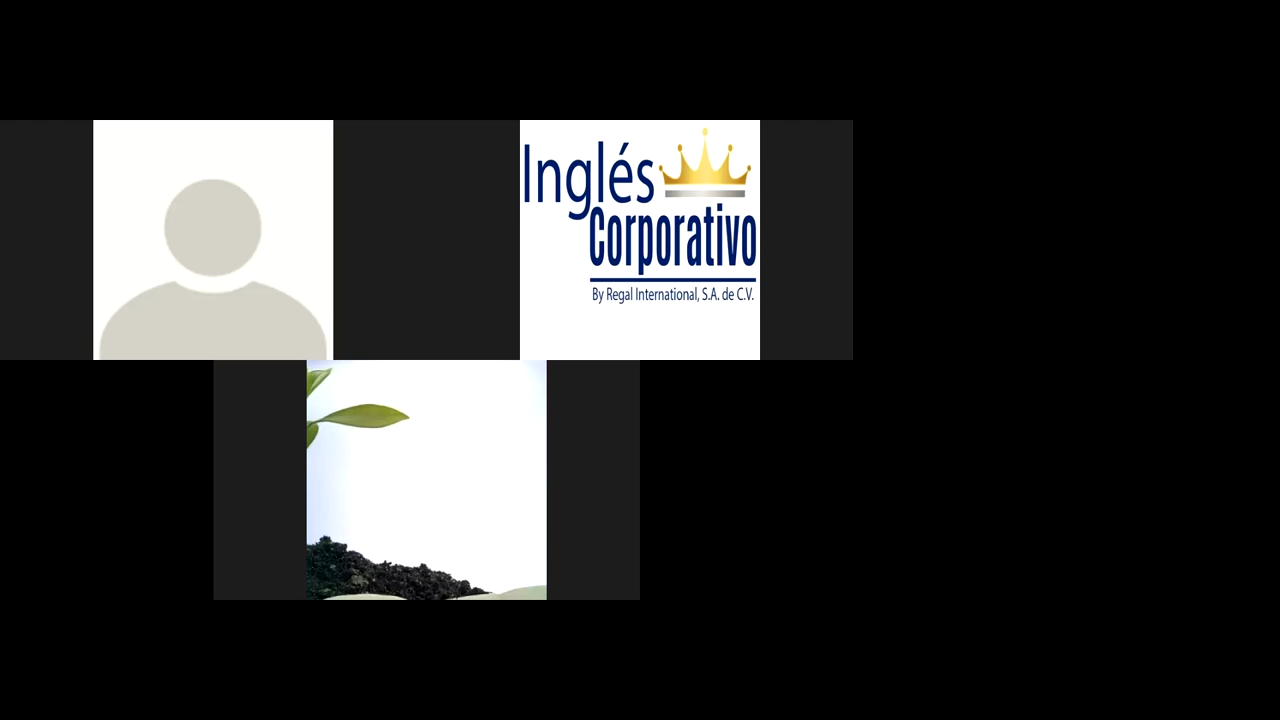 Inglés
Corporativo
By Regal International, S.A. de C.V.